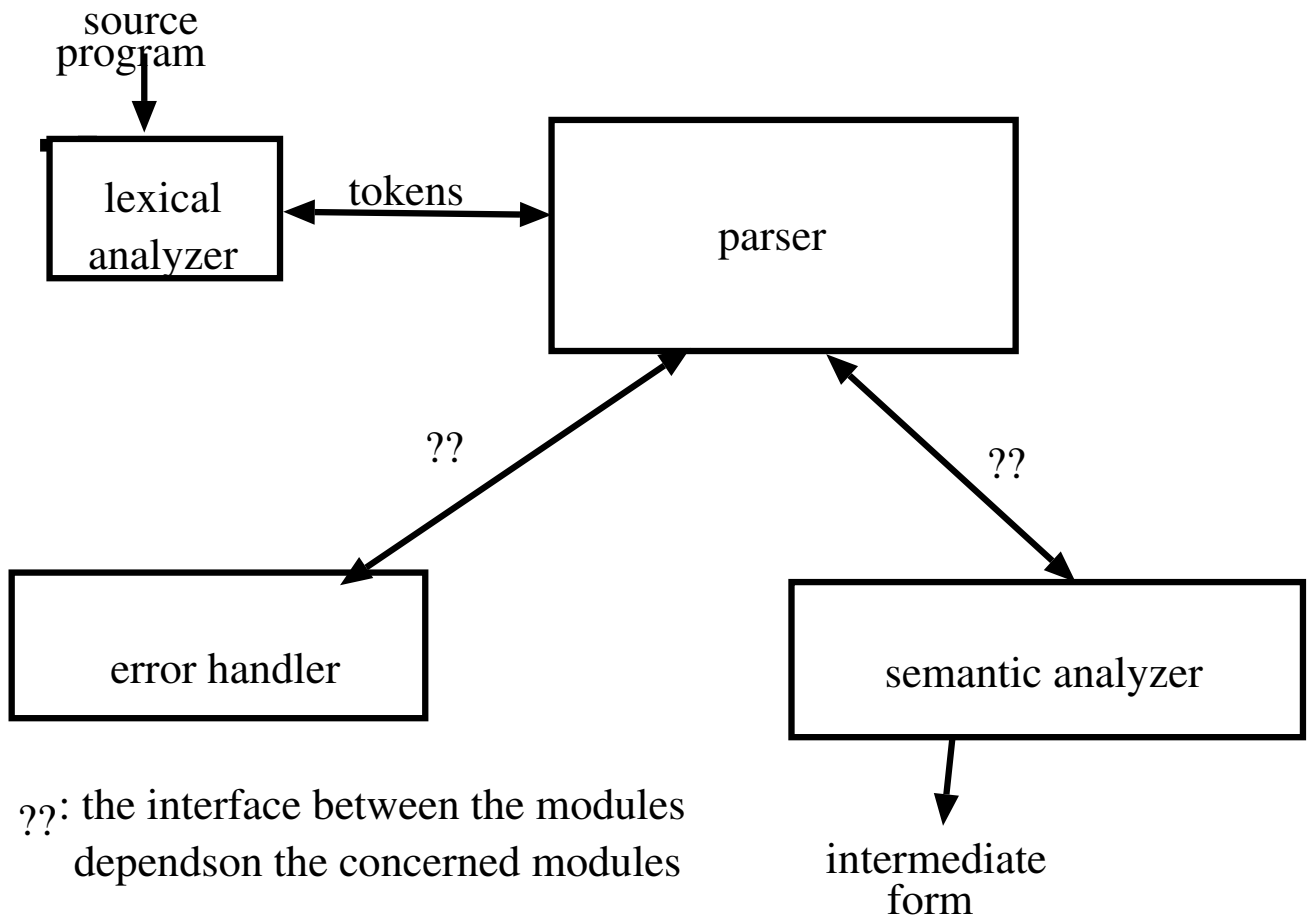 source
program
tokens
lexical
analyzer
parser
??
??
error handler
semantic analyzer
??: the interface between the modules
dependson the concerned modules
intermediate
form